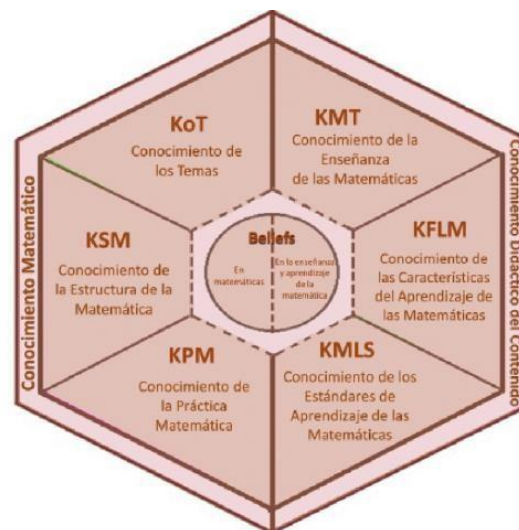 KoT
Conocimiento de
los Temas
KMT
Conocimiento de la
Enseñanza
de las Matemáticas
Conocimiento Matemático
KSM
Conocimiento de
la Estructura de la
Matemática
Beliefs
En
matemáticas
En la enseñanza
y aprendizaje
de la
matemática
KFLM
Conocimiento de
las Características
del Aprendizaje de
las Matemáticas
Conocimiento Didáctico del Contenido
KPM
Conocimiento de
la Práctica
Matemática
KMLS
Conocimiento de los
Estándares de
Aprendizaje de las
Matemáticas